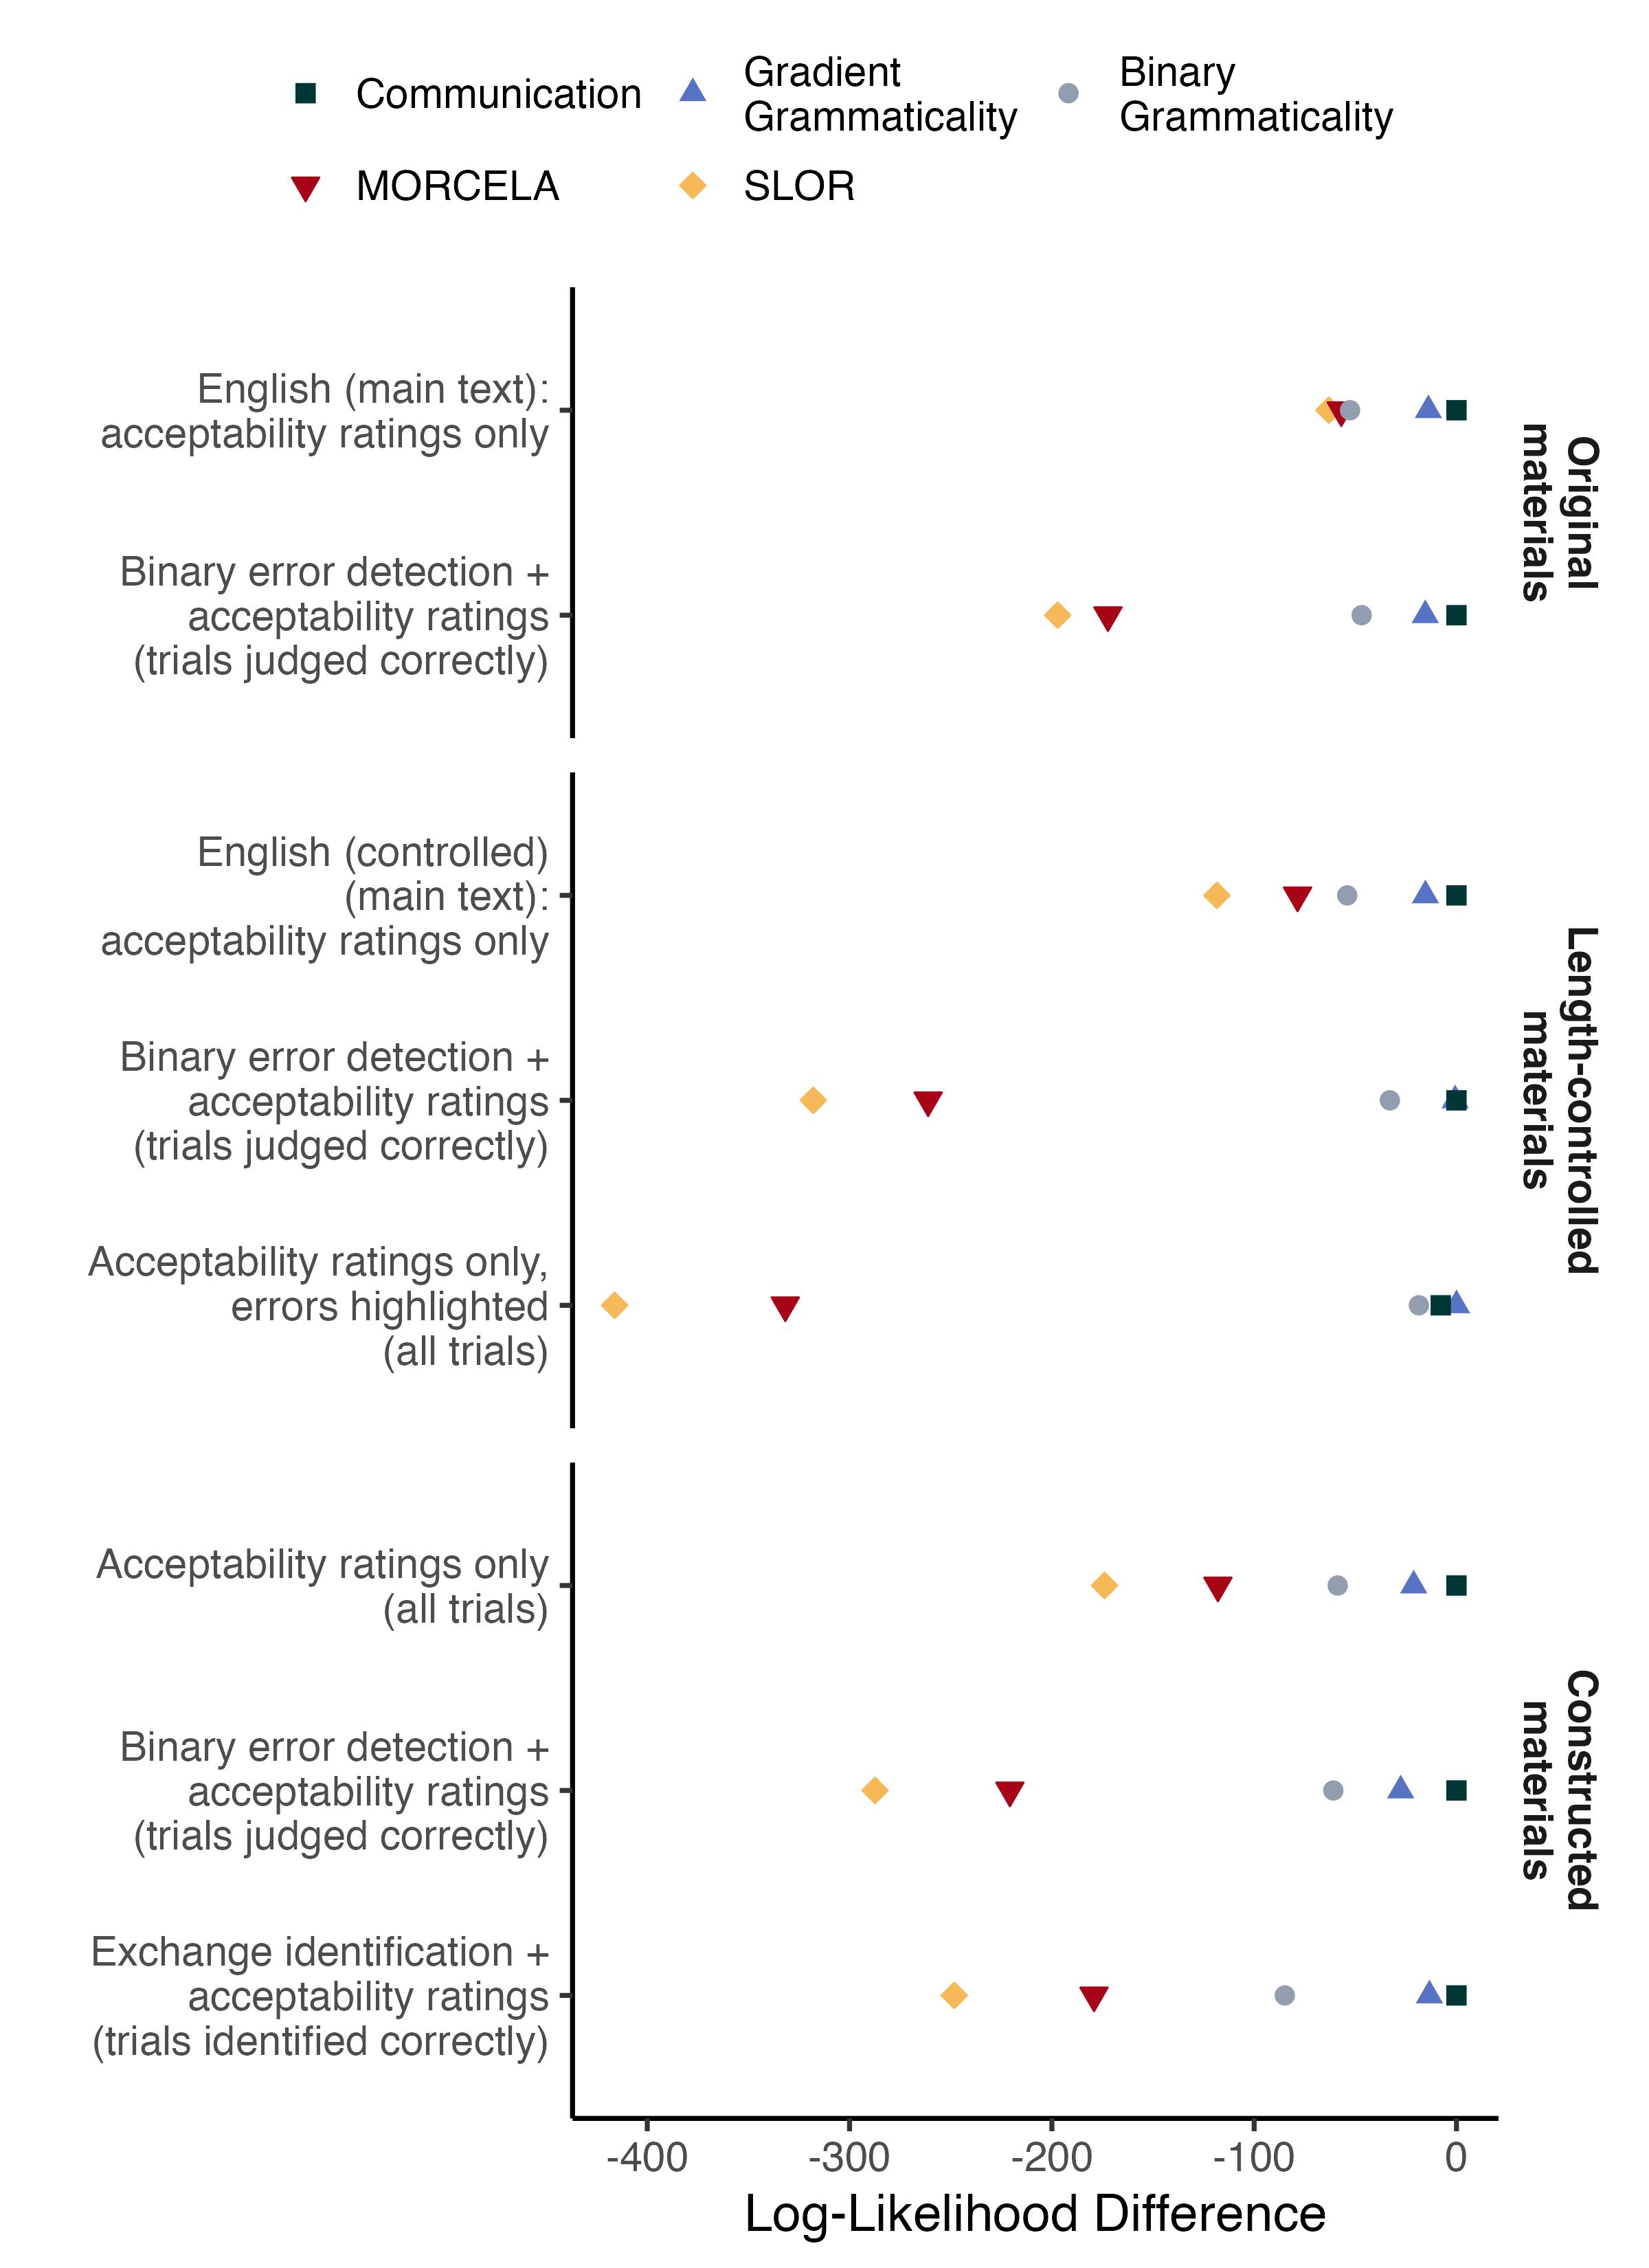 Communication
Gradient
Grammaticality
Binary
Grammaticality
MORCELA
SLOR
English (main text):
acceptability ratings only
Binary error detection +
acceptability ratings
(trials judged correctly)
Original
materials
English (controlled)
(main text):
acceptability ratings only
Binary error detection +
acceptability ratings
(trials judged correctly)
Acceptability ratings only,
errors highlighted
(all trials)
Length-controlled
materials
Acceptability ratings only
(all trials)
Binary error detection +
acceptability ratings
(trials judged correctly)
Exchange identification +
acceptability ratings
(trials identified correctly)
Constructed
materials
-400 -300 -200 -100 0
Log-Likelihood Difference